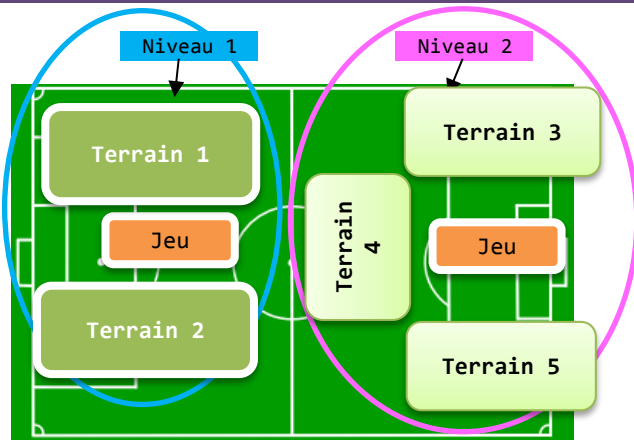 Niveau 1
Niveau 2
Terrain 1
Terrain 3
Jeu
Terrain
4
Jeu
Terrain 2
Terrain 5